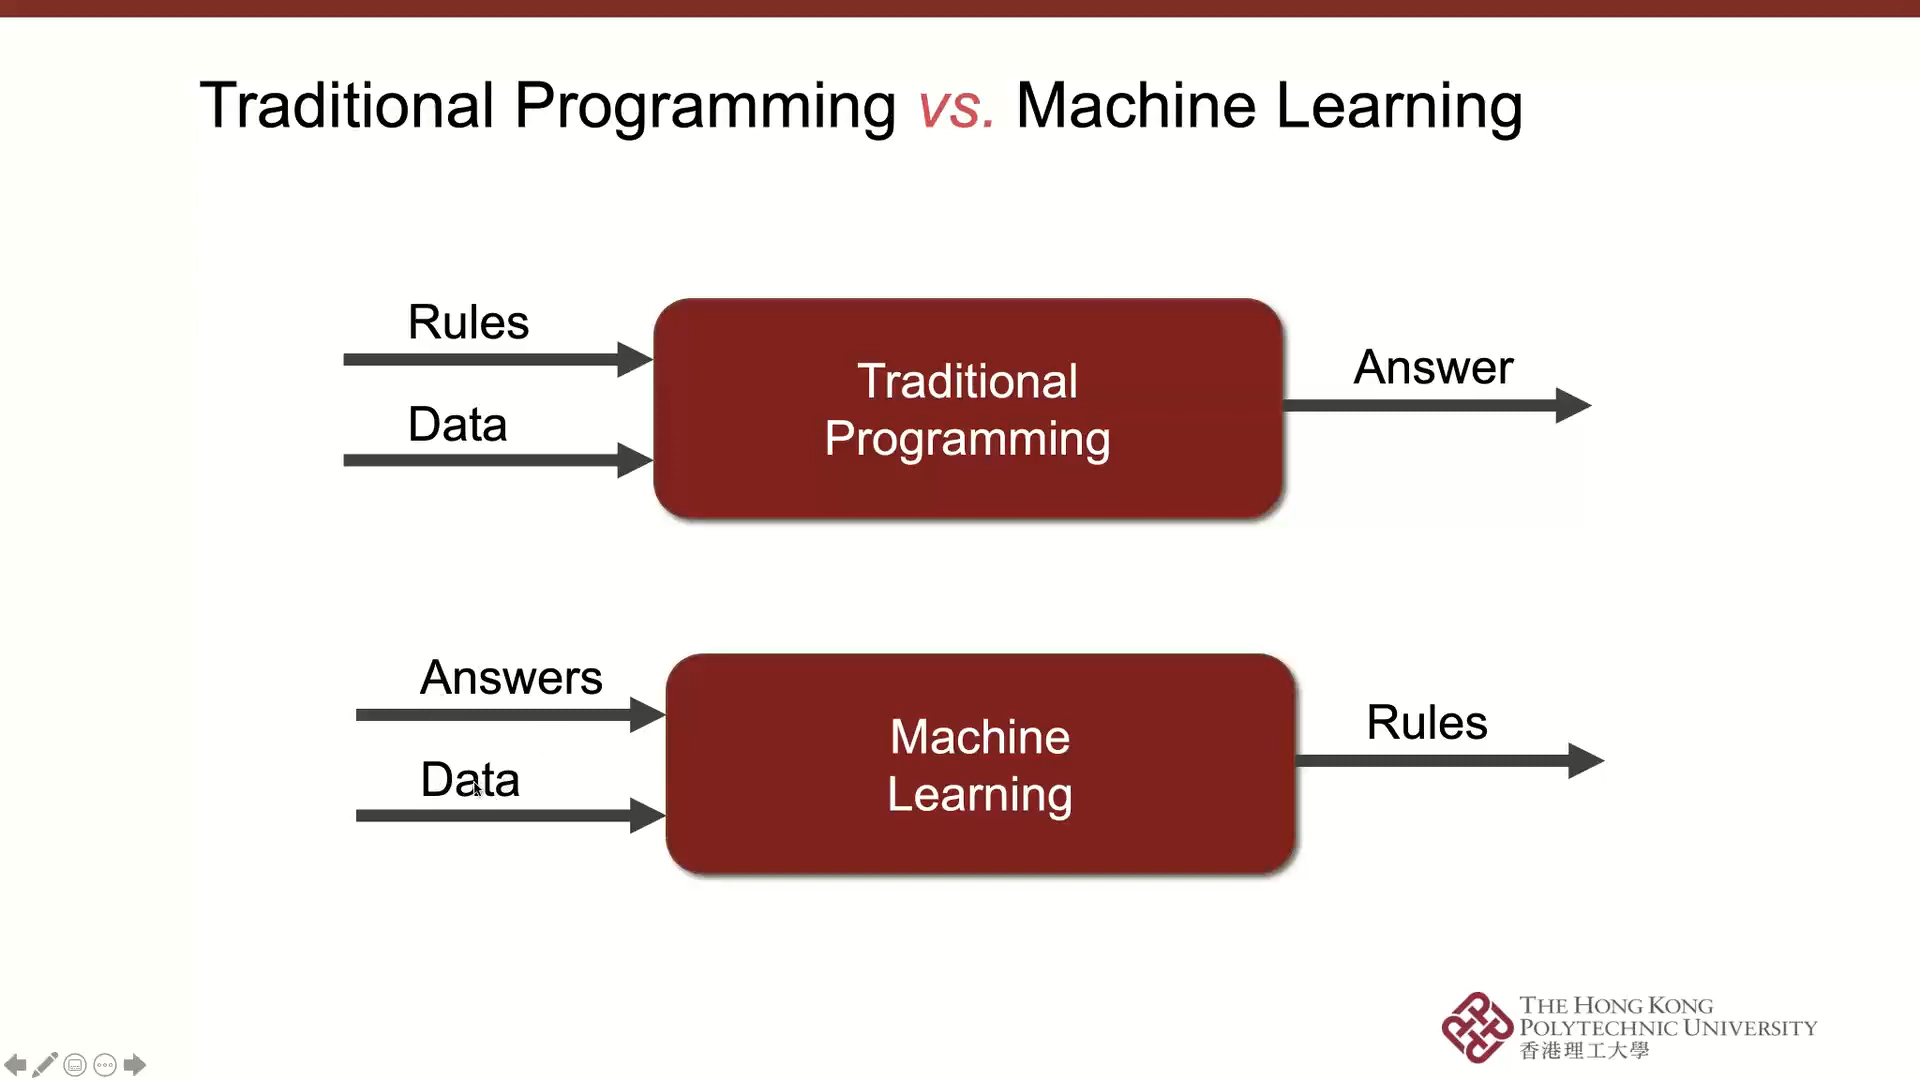 Traditional Programming vs. Machine Learning
Rules
Data
Traditional
Programming
Answer
Answers
Data
Machine
Learning
Rules
THE HONG KONG
POLYTECHNIC UNIVERSITY
香港理工大學